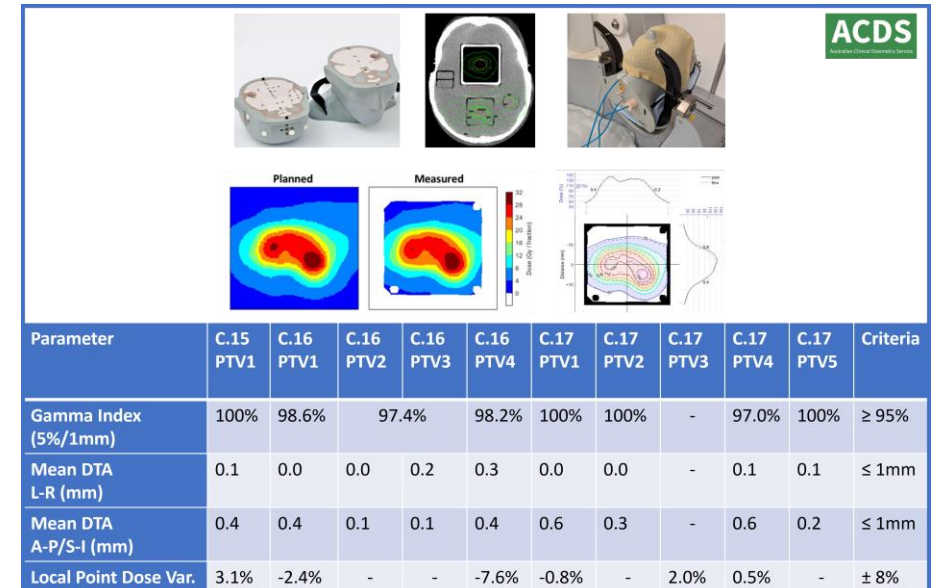 ACDS
Australian Clinical Dosimetry Service
Planned Measured
32
28
24
20
16
12
8
4
0
Dose (Gy / fraction)
Distance (mm)
Parameter C.15 PTV1 C.16 PTV1 C.16 PTV2 C.16 PTV3 C.16 PTV4 C.17 PTV1 C.17 PTV2 C.17 PTV3 C.17 PTV4 C.17 PTV5 Criteria
Gamma Index (5%/1mm) 100% 98.6% 97.4% 98.2% 100% 100% - 97.0% 100% ≥ 95%
Mean DTA L-R (mm) 0.1 0.0 0.0 0.2 0.3 0.0 0.0 - 0.1 0.1 ≤ 1mm
Mean DTA A-P/S-I (mm) 0.4 0.4 0.1 0.1 0.4 0.6 0.3 - 0.6 0.2 ≤ 1mm
Local Point Dose Var. 3.1% -2.4% - - -7.6% -0.8% - 2.0% 0.5% - ± 8%